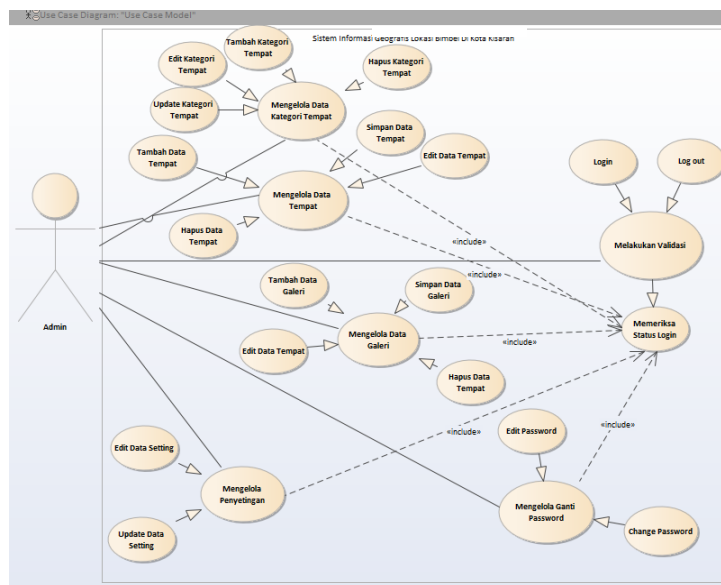 Use Case Diagram: "Use Case Model"
Sistem Informasi Geografis Lokasi Bimbel Di Kota Kisaran
Tambah Kategori
Tempat
Edit Kategori
Tempat
Hapus Kategori
Tempat
Update Kategori
Tempat
Mengelola Data
Kategori Tempat
Simpan Data
Tempat
Tambah Data
Tempat
Edit Data Tempat
Login
Log out
Mengelola Data
Tempat
Hapus Data
Tempat
«include»
Melakukan Validasi
«include»
Tambah Data
Galeri
Simpan Data
Galeri
Admin
Memeriksa
Status Login
Mengelola Data
Galeri
«include»
Edit Data Tempat
Hapus Data
Tempat
«include»
Edit Password
«include»
Edit Data Setting
Mengelola
Penyetingan
Mengelola Ganti
Password
Update Data
Setting
Change Password